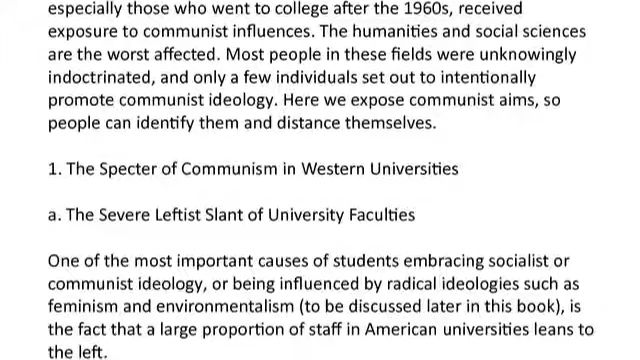 especially those who went to college after the 1960s, received
exposure to communist influences. The humanities and social sciences
are the worst affected. Most people in these fields were unknowingly
indoctrinated, and only a few individuals set out to intentionally
promote communist ideology. Here we expose communist aims, so
people can identify them and distance themselves.
1. The Specter of Communism in Western Universities
a. The Severe Leftist Slant of University Faculties
One of the most important causes of students embracing socialist or
communist ideology, or being influenced by radical ideologies such as
feminism and environmentalism (to be discussed later in this book), is
the fact that a large proportion of staff in American universities leans to
the left.